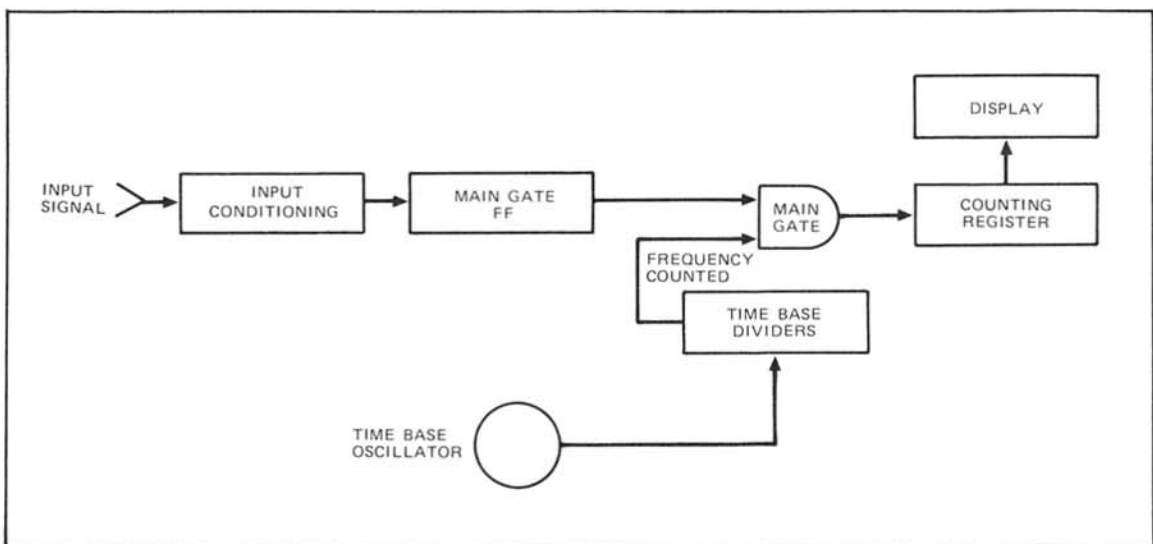 DISPLAY
INPUT
SIGNAL
INPUT
CONDITIONING
MAIN GATE
FF
MAIN
GATE
COUNTING
REGISTER
FREQUENCY
COUNTED
TIME BASE
DIVIDERS
TIME BASE
OSCILLATOR